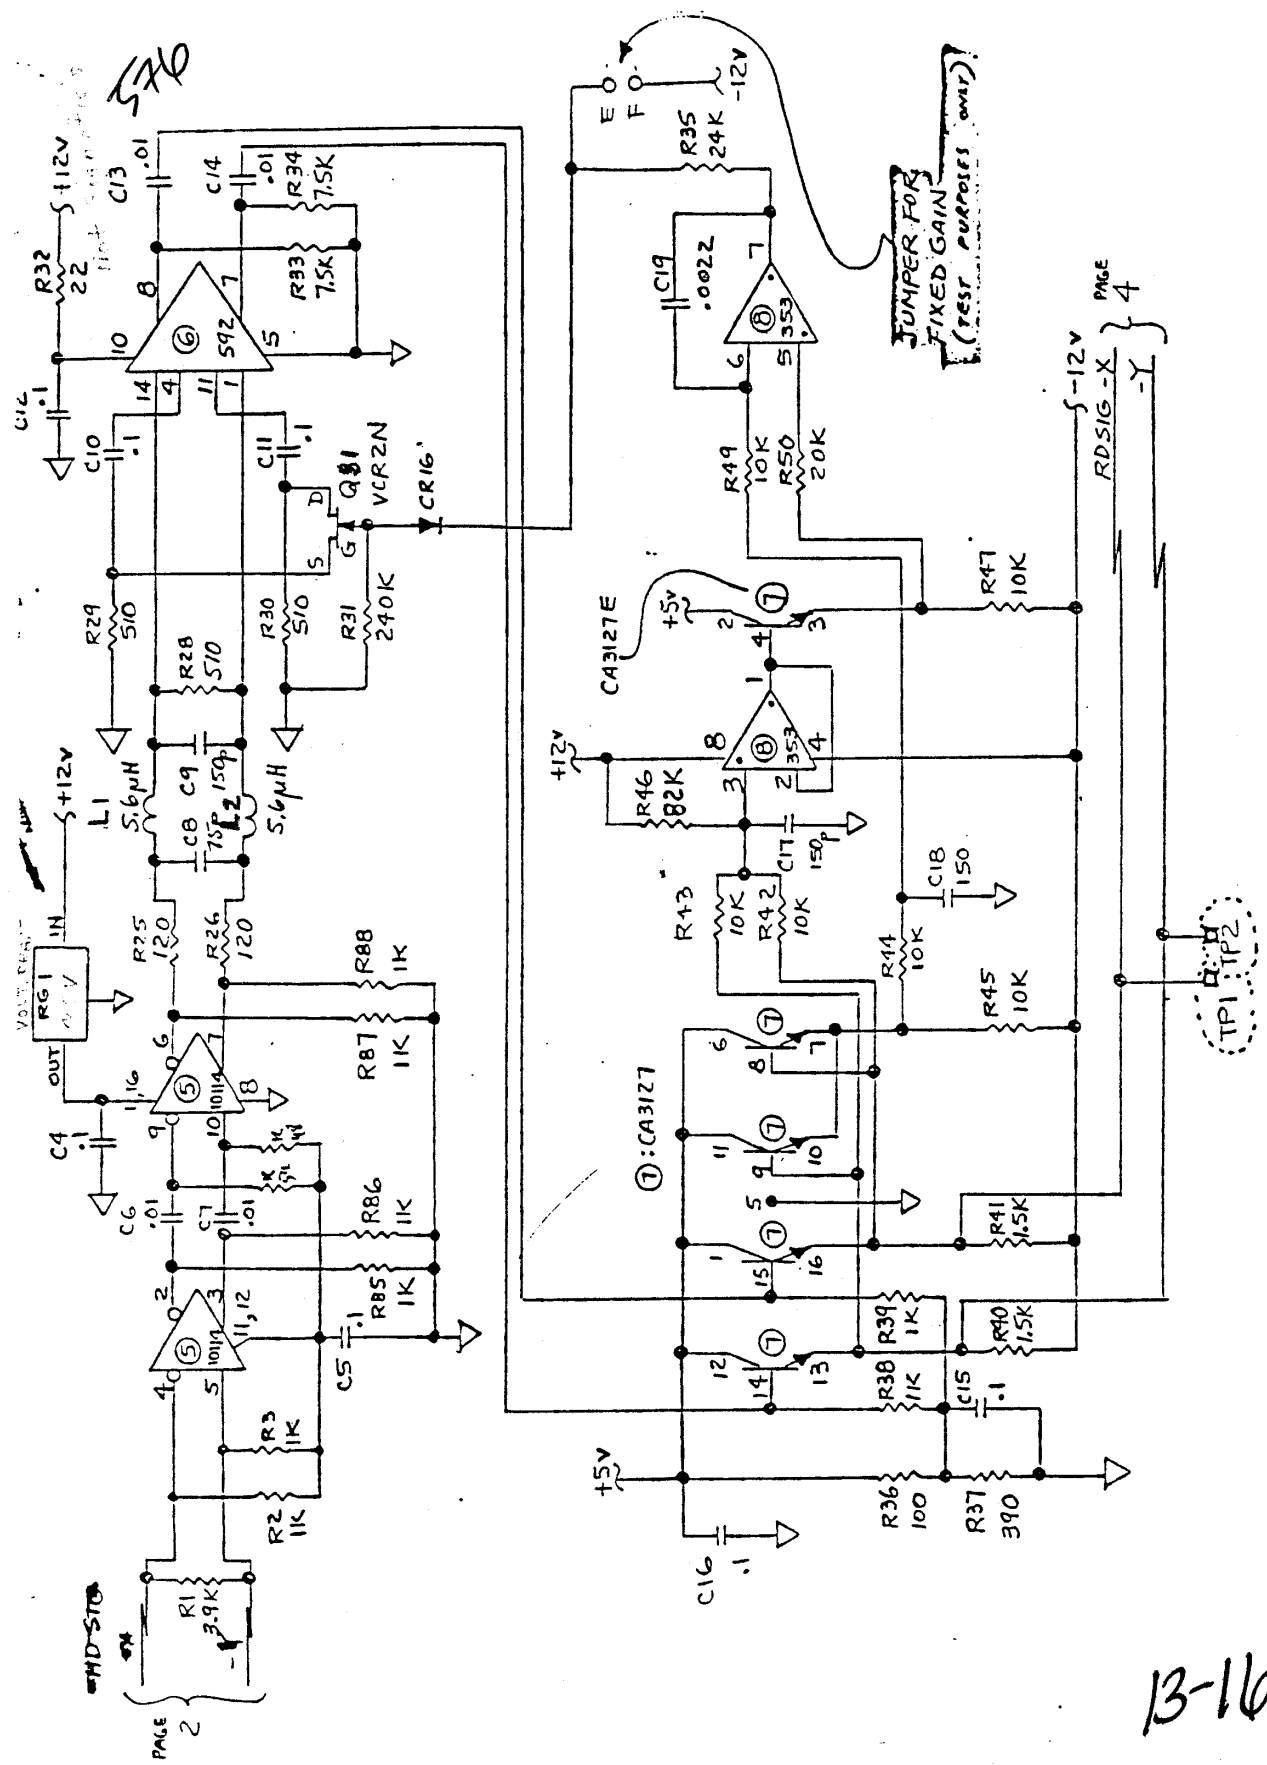 576
HD STG
PAGE
2
R1
3.9K
R2
1K
R3
1K
4
5
⑤
10114
2
3
11,12
C5
.1
R85
1K
R86
1K
C6
.01
C7
.01
9
10
⑤
10114
1,16
6
7
8
C4
.1
OUT
RG1
IN
+12V
R87
1K
R88
1K
R25
120
R26
120
C8
75p
L1
5.6μH
L2
5.6μH
C9
150p
R28
510
R29
510
R30
510
R31
240K
C10
.1
C11
.1
Q31
VCR2N
S
D
G
CR16
C12
.1
R32
22
+12V
14
4
11
1
10
⑥
592
8
7
5
C13
.01
C14
.01
R33
7.5K
R34
7.5K
E
F
-12V
R35
24K
JUMPER FOR
FIXED GAIN
(TEST PURPOSES ONLY)
C19
.0022
6
5
⑧
353
7
R49
10K
R50
20K
CA3127E
+5V
⑦
2
4
3
R47
10K
+12V
R46
82K
8
3
2
⑧
353
1
4
C17
150p
R43
10K
R42
10K
C18
150
R44
10K
R45
10K
⑦:CA3127
6
⑦
8
7
11
⑦
9
10
5
1
⑦
15
16
12
⑦
14
13
R41
1.5K
R40
1.5K
R39
1K
R38
1K
C15
.1
+5V
C16
.1
R36
100
R37
390
-12V
RDSIG -X
-Y
PAGE
4
TP1
TP2
13-16